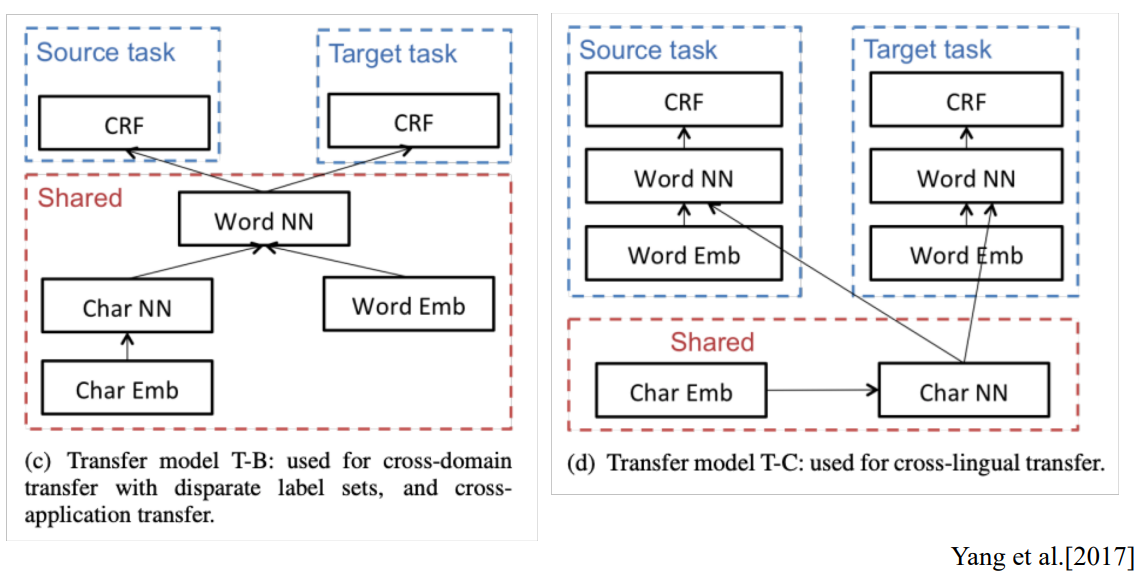 Source task
Target task
CRF
CRF
Shared
Word NN
Char NN
Word Emb
Char Emb
(c) Transfer model T-B: used for cross-domain
transfer with disparate label sets, and cross-
application transfer.
Source task
Target task
CRF
CRF
Word NN
Word NN
Word Emb
Word Emb
Shared
Char Emb
Char NN
(d) Transfer model T-C: used for cross-lingual transfer.
Yang et al.[2017]